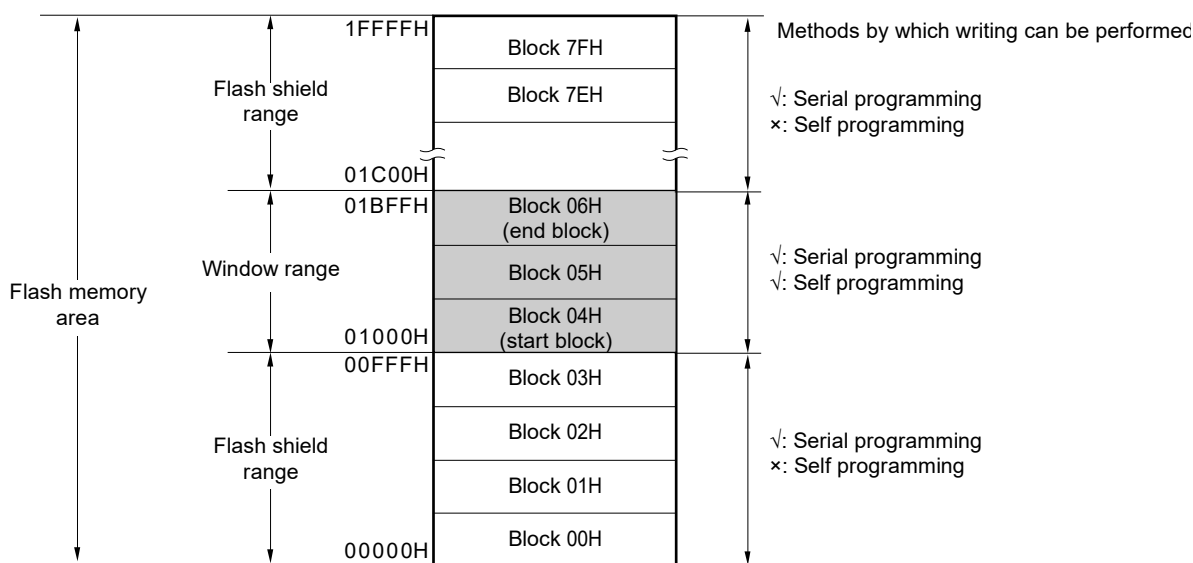 1FFFFH
Methods by which writing can be performed
Block 7FH
Flash shield
range
Block 7EH
√: Serial programming
×: Self programming
01C00H
01BFFH
Block 06H
(end block)
Window range
Block 05H
√: Serial programming
√: Self programming
Flash memory
area
Block 04H
(start block)
01000H
00FFFH
Block 03H
Flash shield
range
Block 02H
√: Serial programming
×: Self programming
Block 01H
Block 00H
00000H